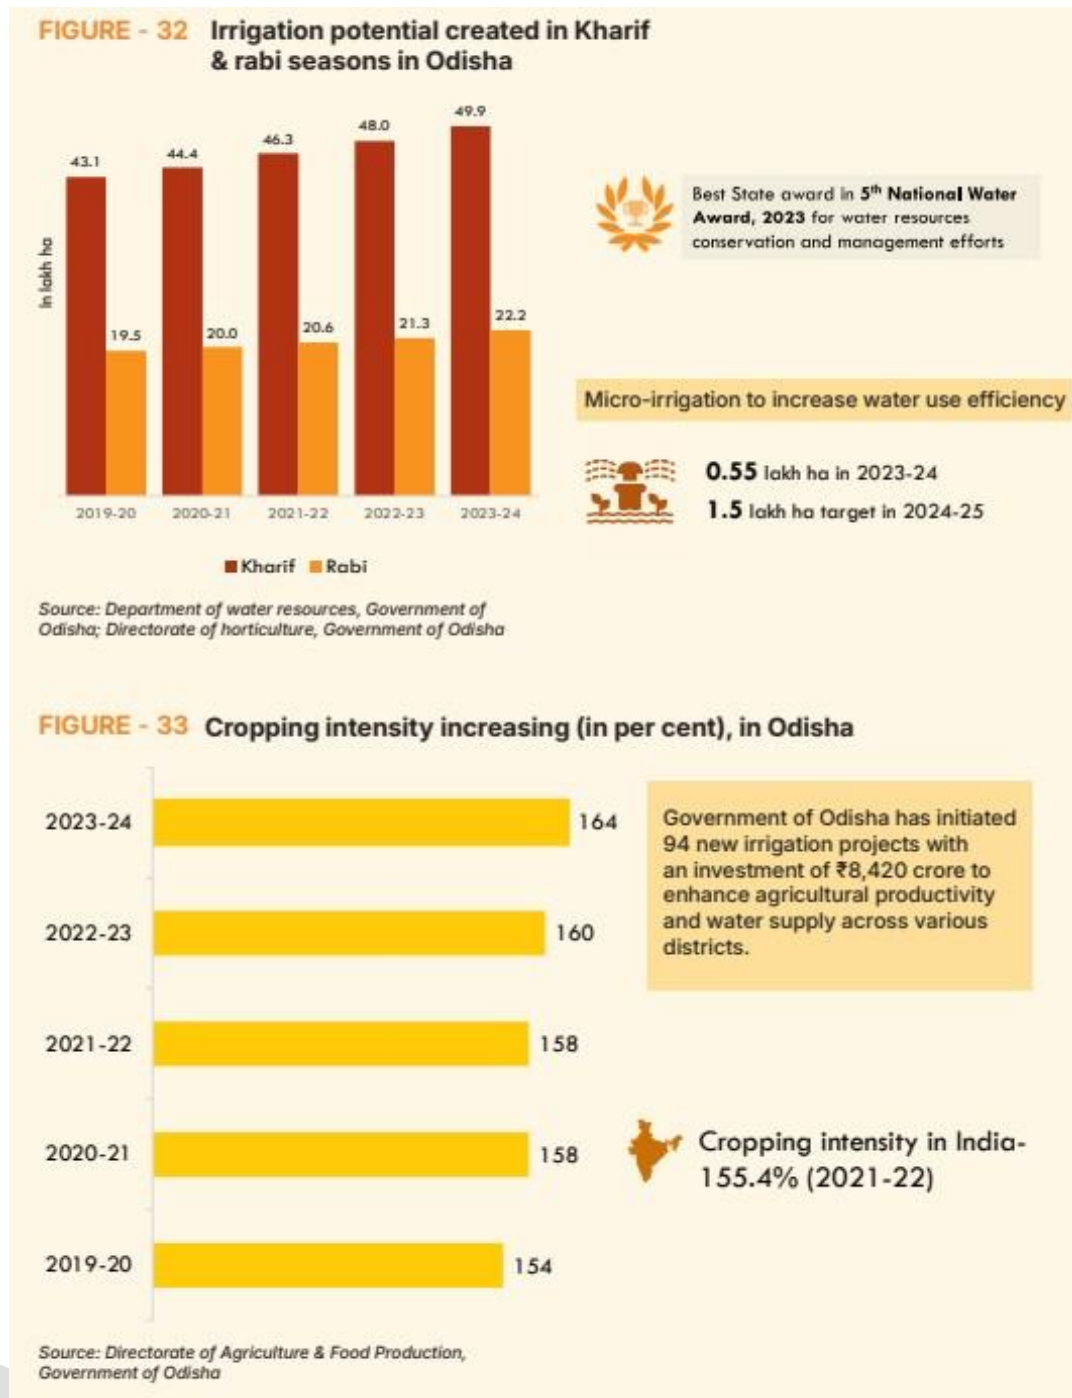 FIGURE - 32 Irrigation potential created in Kharif
& rabi seasons in Odisha
In lakh ha
43.1
19.5
44.4
20.0
46.3
20.6
48.0
21.3
49.9
22.2
2019-20
2020-21
2021-22
2022-23
2023-24
Kharif
Rabi
Best State award in 5th National Water
Award, 2023 for water resources
conservation and management efforts
Micro-irrigation to increase water use efficiency
0.55 lakh ha in 2023-24
1.5 lakh ha target in 2024-25
Source: Department of water resources, Government of
Odisha; Directorate of horticulture, Government of Odisha
FIGURE - 33 Cropping intensity increasing (in per cent), in Odisha
2023-24 164
2022-23 160
2021-22 158
2020-21 158
2019-20 154
Government of Odisha has initiated
94 new irrigation projects with
an investment of ₹8,420 crore to
enhance agricultural productivity
and water supply across various
districts.
Cropping intensity in India-
155.4% (2021-22)
Source: Directorate of Agriculture & Food Production,
Government of Odisha